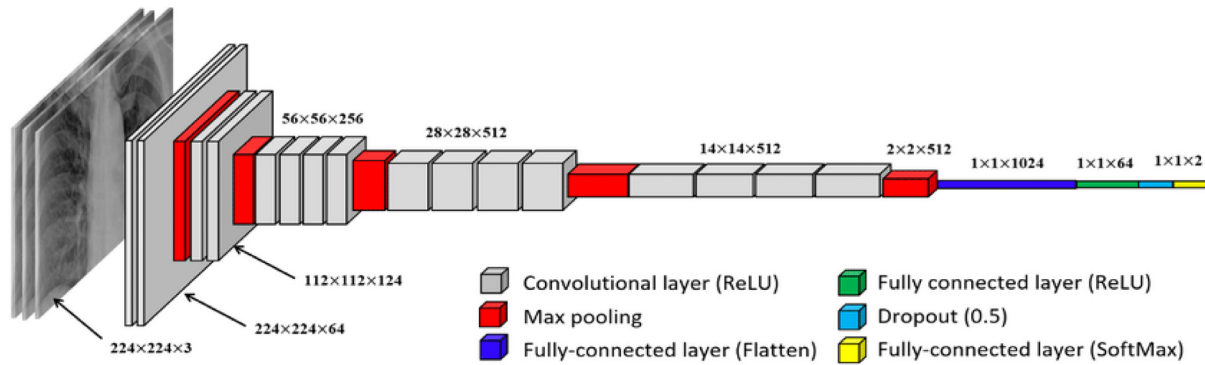 56×56×256
28×28×512
14×14×512
2×2×512
1×1×1024
1×1×64
1×1×2
112×112×124
224×224×64
224×224×3
Convolutional layer (ReLU)
Max pooling
Fully-connected layer (Flatten)
Fully connected layer (ReLU)
Dropout (0.5)
Fully-connected layer (SoftMax)